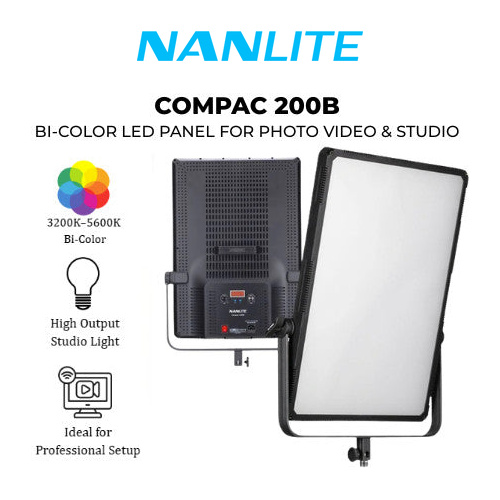 NANLITE
COMPAC 200B
BI-COLOR LED PANEL FOR PHOTO VIDEO & STUDIO
3200K–5600K
Bi-Color
High Output
Studio Light
Ideal for
Professional Setup
NANLITE